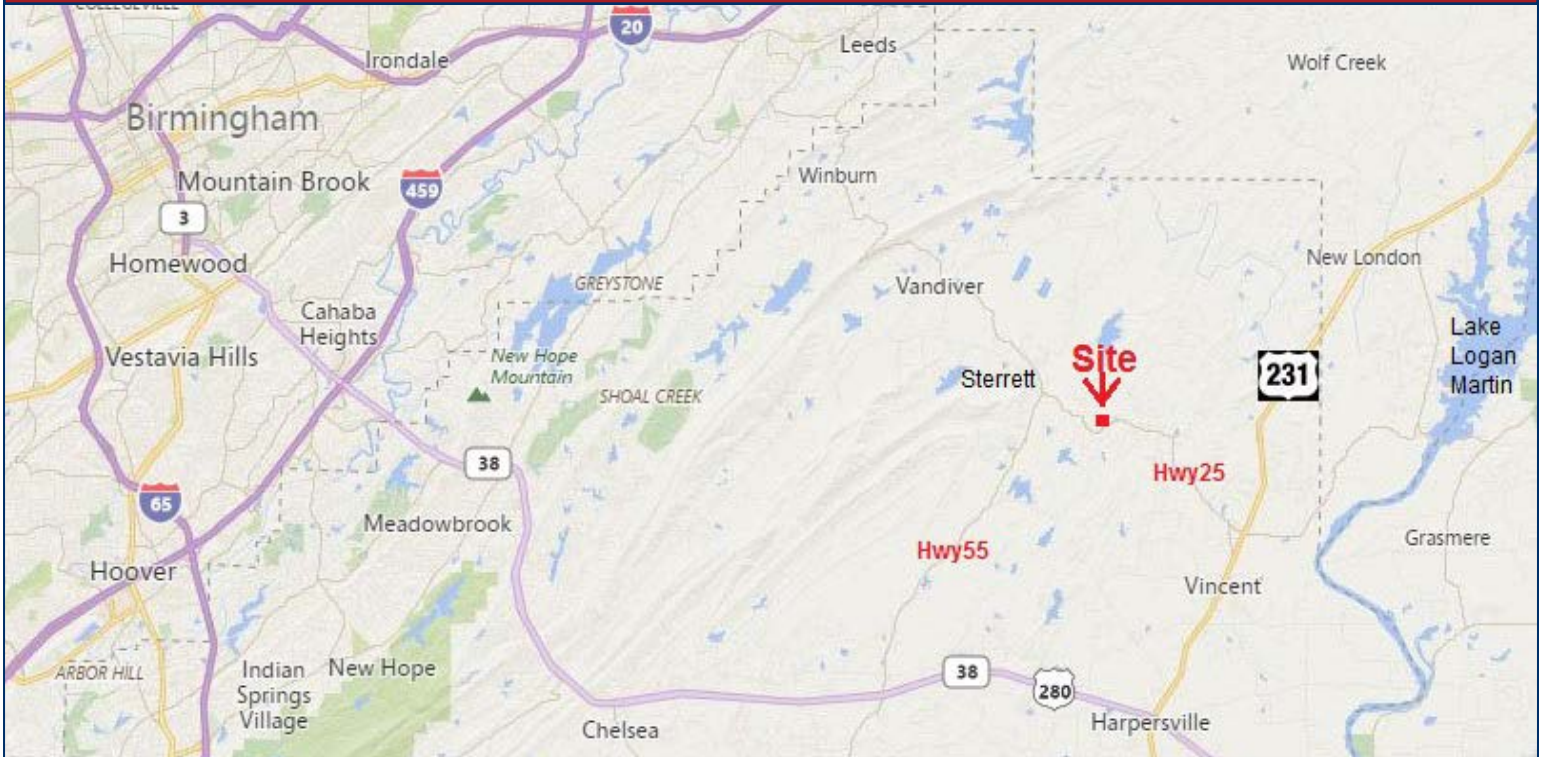 20
Irondale
Leeds
Wolf Creek
Birmingham
Mountain Brook
459
Winburn
3
Homewood
New London
GREYSTONE
Vandiver
Cahaba
Heights
Vestavia Hills
New Hope
Mountain
SHOAL CREEK
Sterrett
Site
231
Lake
Logan
Martin
38
Hwy25
65
Meadowbrook
Hwy55
Grasmere
Hoover
Vincent
ARBOR HILL
Indian
Springs
Village
New Hope
38
280
Chelsea
Harpersville